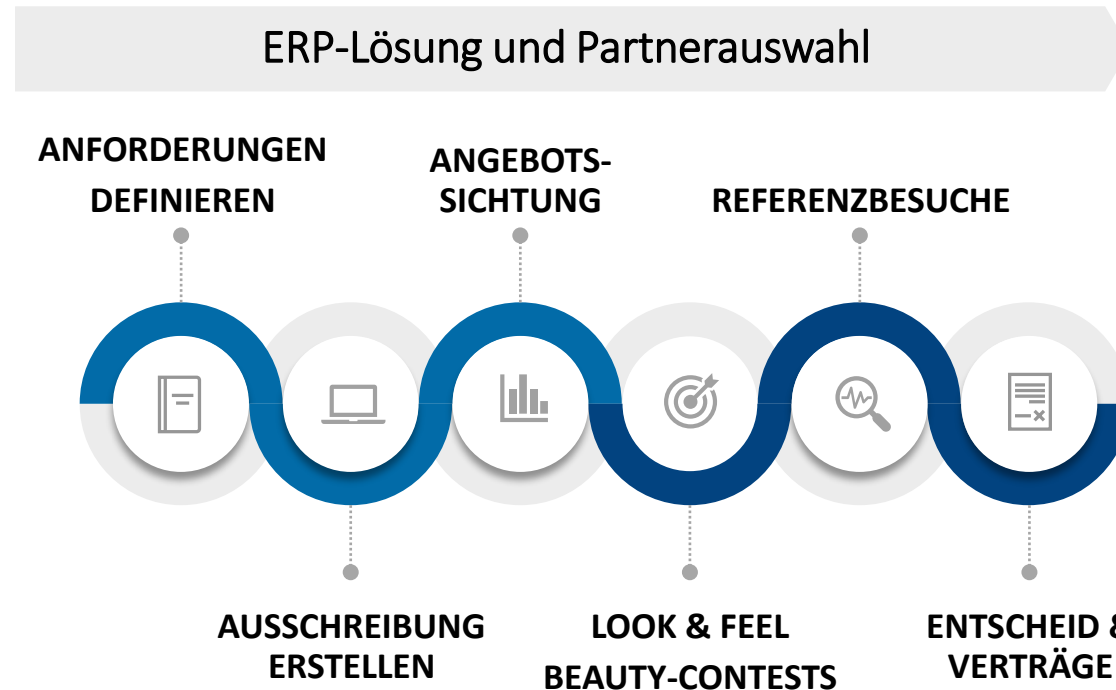 ERP-Lösung und Partnerauswahl
ANFORDERUNGEN
DEFINIEREN
ANGEBOTS-
SICHTUNG
REFERENZBESUCHE
AUSSCHREIBUNG
ERSTELLEN
LOOK & FEEL
BEAUTY-CONTESTS
ENTSCHEID &
VERTRÄGE